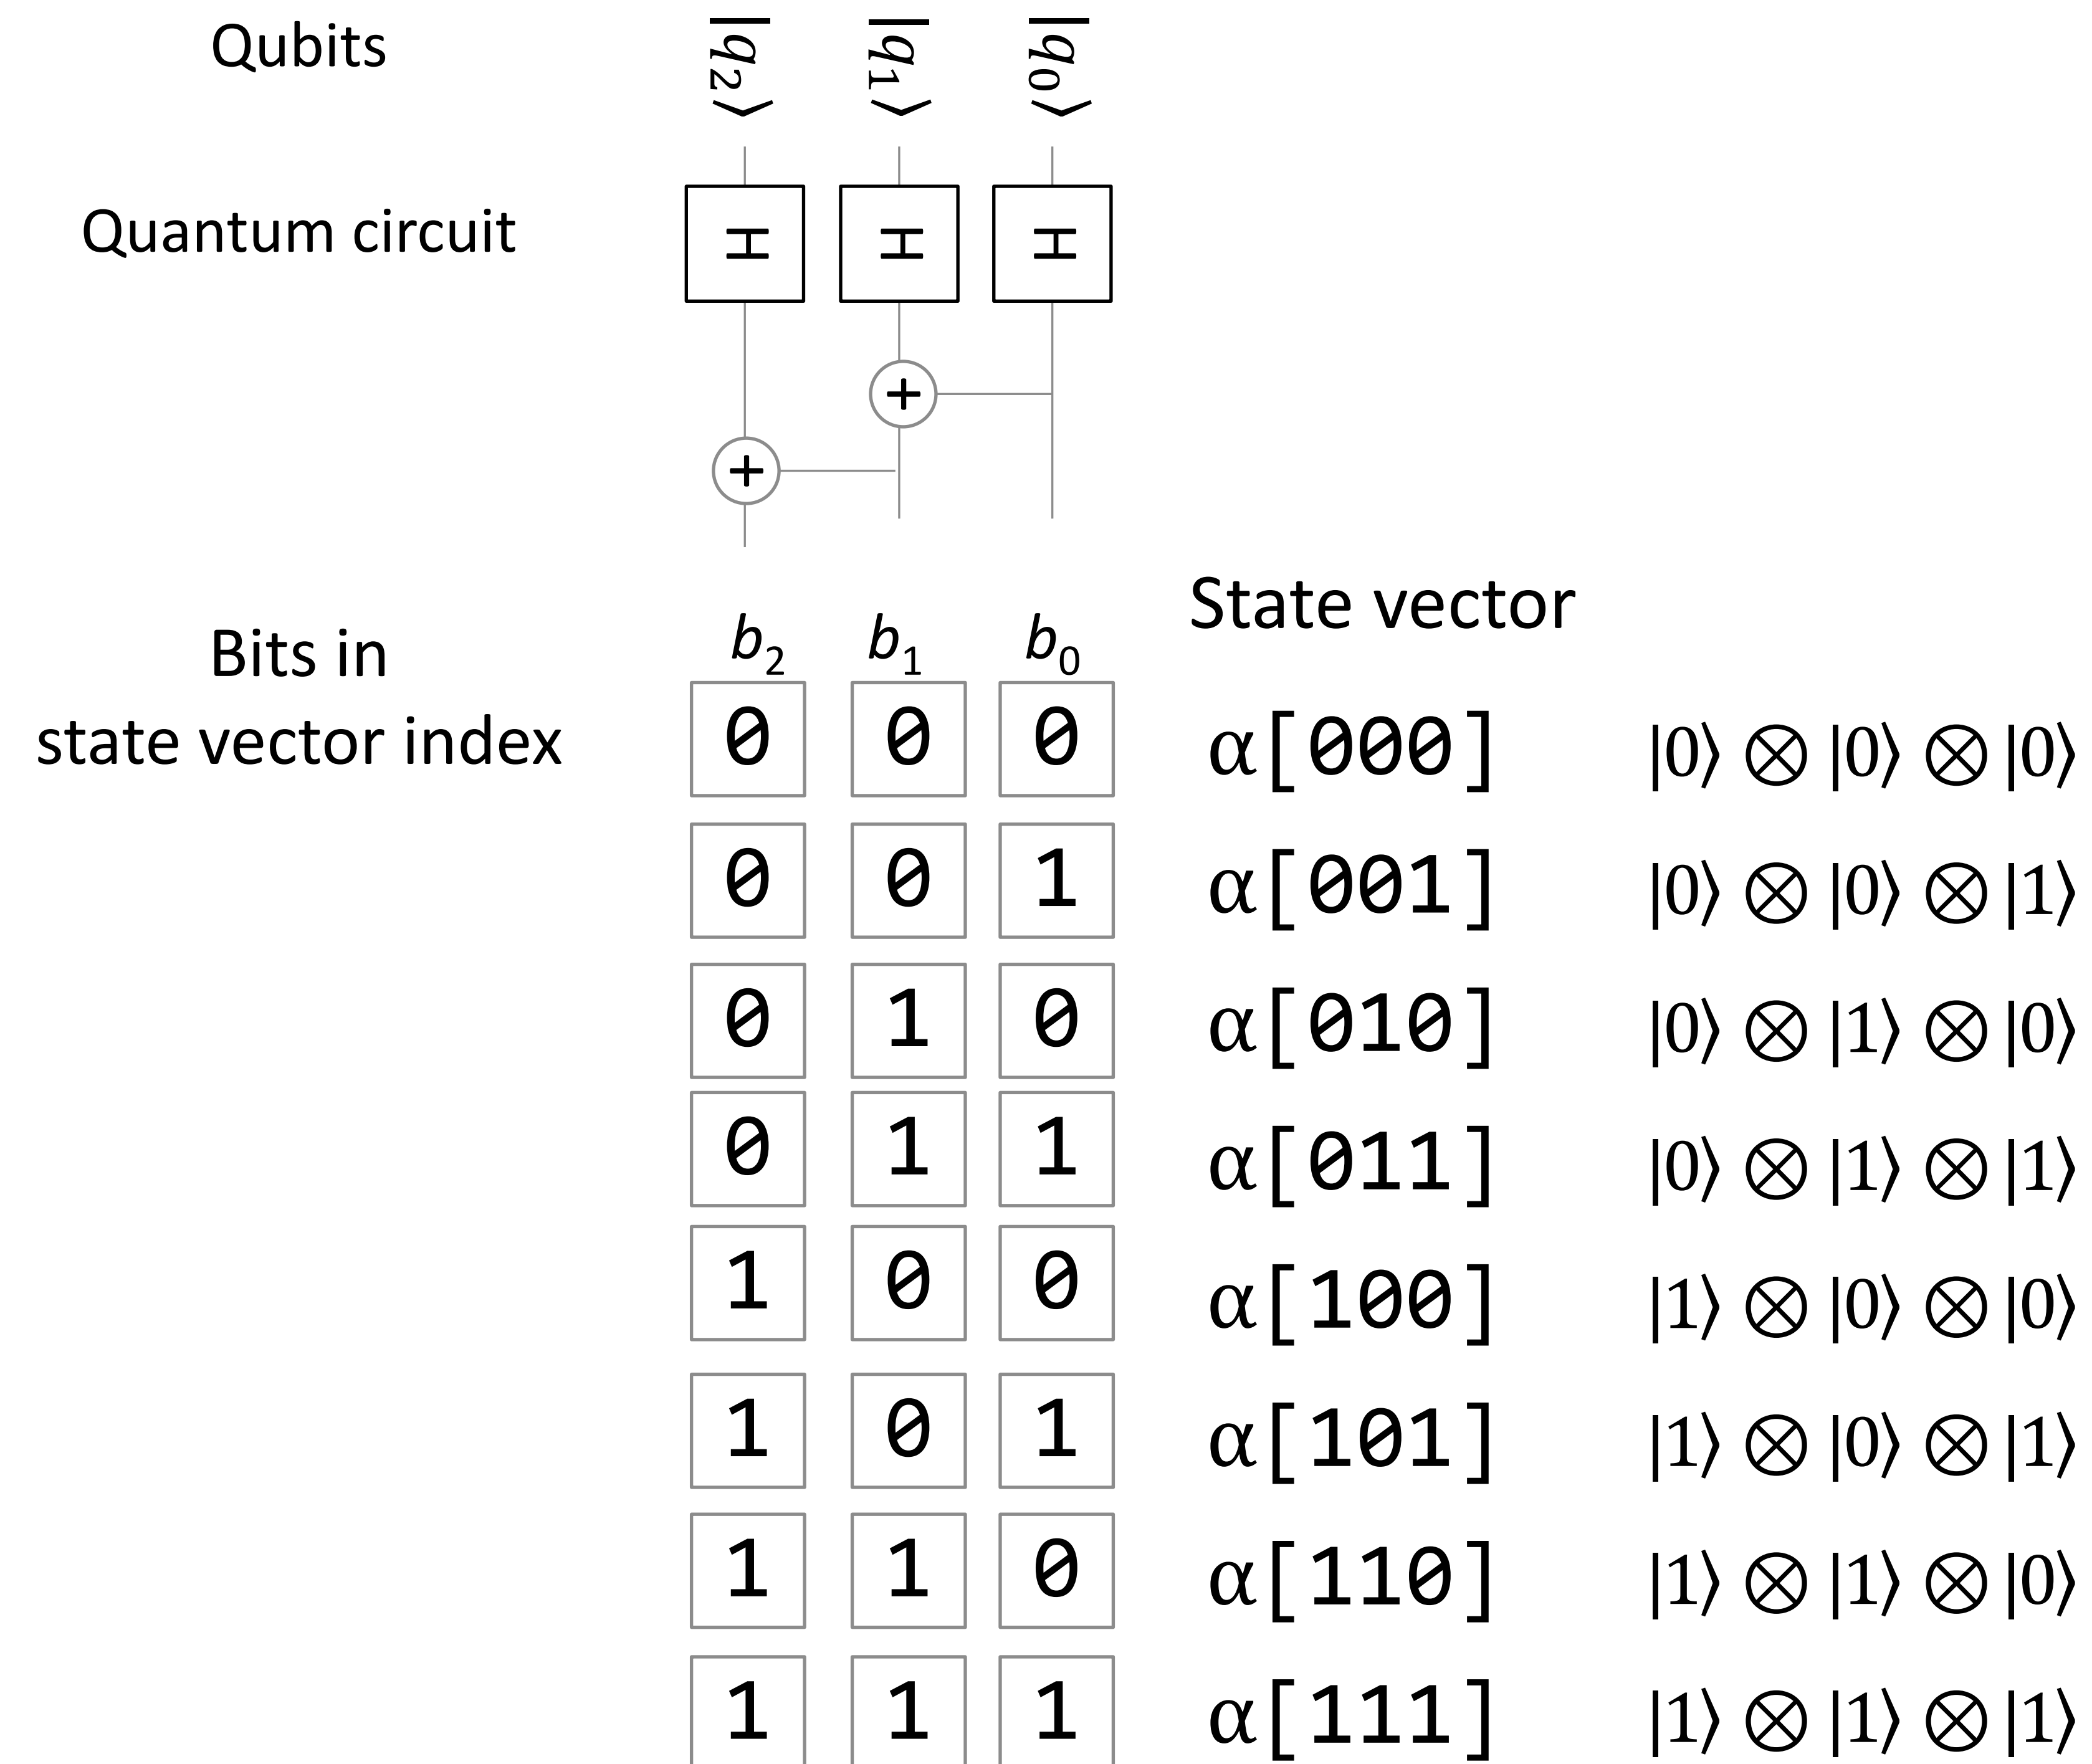 Qubits |q₂⟩ |q₁⟩ |q₀⟩
Quantum circuit H H H
+
+
State vector
Bits in b₂ b₁ b₀
state vector index 0 0 0 α[000] |0⟩ ⊗ |0⟩ ⊗ |0⟩
0 0 1 α[001] |0⟩ ⊗ |0⟩ ⊗ |1⟩
0 1 0 α[010] |0⟩ ⊗ |1⟩ ⊗ |0⟩
0 1 1 α[011] |0⟩ ⊗ |1⟩ ⊗ |1⟩
1 0 0 α[100] |1⟩ ⊗ |0⟩ ⊗ |0⟩
1 0 1 α[101] |1⟩ ⊗ |0⟩ ⊗ |1⟩
1 1 0 α[110] |1⟩ ⊗ |1⟩ ⊗ |0⟩
1 1 1 α[111] |1⟩ ⊗ |1⟩ ⊗ |1⟩